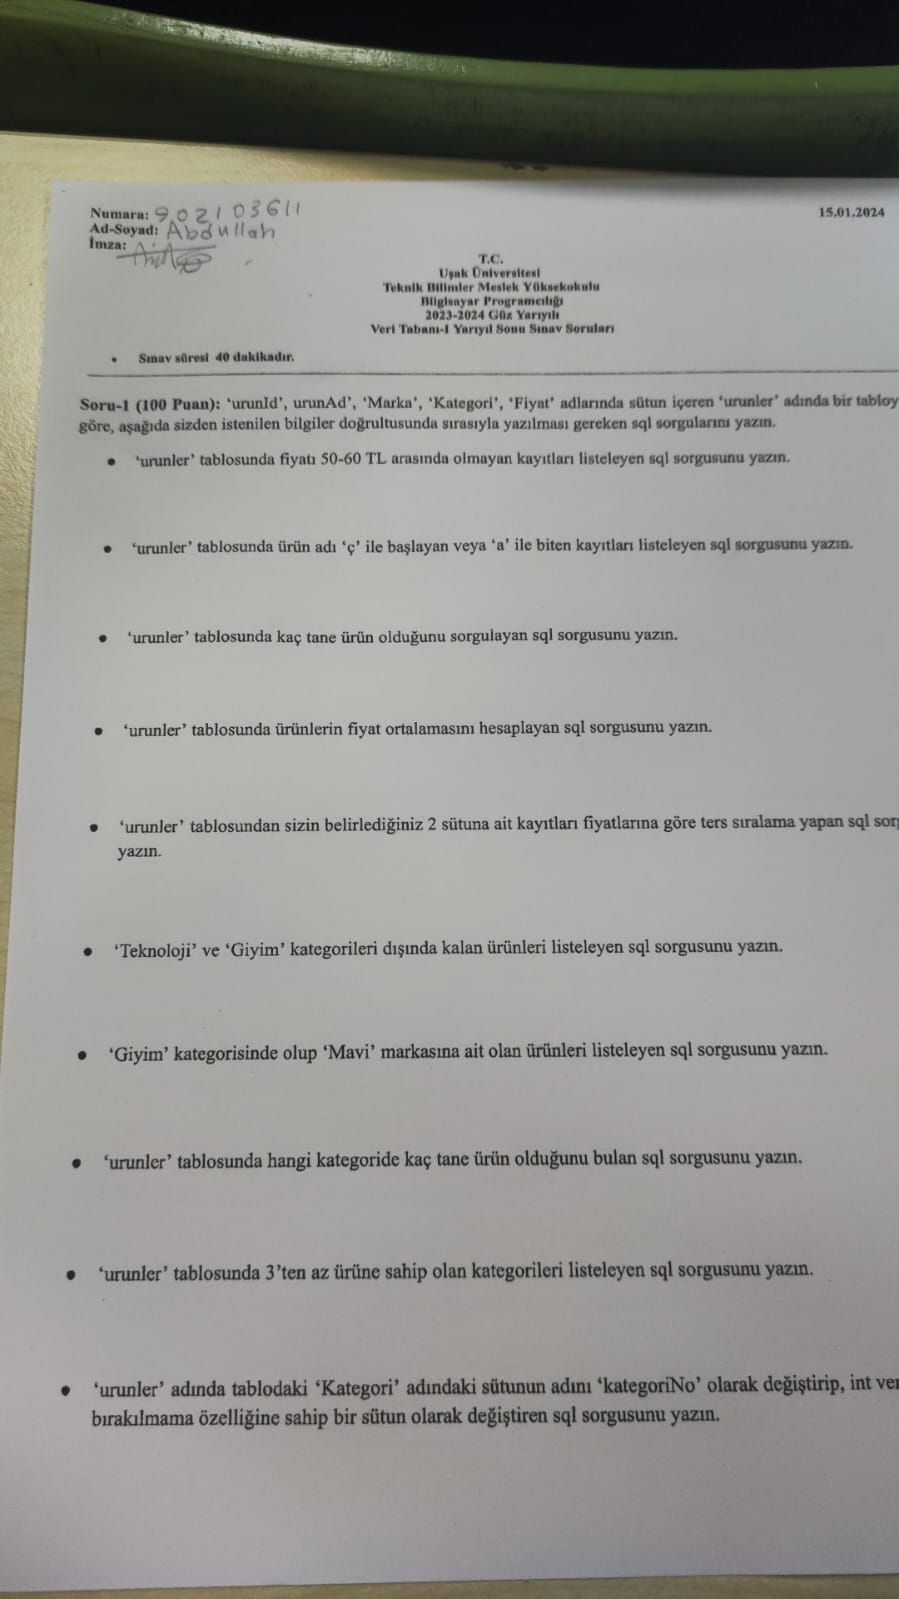 Numara: 902103611
15.01.2024
Ad-Soyad: Abdullah
İmza:
T.C.
Uşak Üniversitesi
Teknik Bilimler Meslek Yüksekokulu
Bilgisayar Programcılığı
2023-2024 Güz Yarıyılı
Veri Tabanı-I Yarıyıl Sonu Sınav Soruları
• Sınav süresi 40 dakikadır.
Soru-1 (100 Puan): ‘urunId’, urunAd’, ‘Marka’, ‘Kategori’, ‘Fiyat’ adlarında sütun içeren ‘urunler’ adında bir tabloy
göre, aşağıda sizden istenilen bilgiler doğrultusunda sırasıyla yazılması gereken sql sorgularını yazın.
• ‘urunler’ tablosunda fiyatı 50-60 TL arasında olmayan kayıtları listeleyen sql sorgusunu yazın.
• ‘urunler’ tablosunda ürün adı ‘ç’ ile başlayan veya ‘a’ ile biten kayıtları listeleyen sql sorgusunu yazın.
• ‘urunler’ tablosunda kaç tane ürün olduğunu sorgulayan sql sorgusunu yazın.
• ‘urunler’ tablosunda ürünlerin fiyat ortalamasını hesaplayan sql sorgusunu yazın.
• ‘urunler’ tablosundan sizin belirlediğiniz 2 sütuna ait kayıtları fiyatlarına göre ters sıralama yapan sql sor
yazın.
• ‘Teknoloji’ ve ‘Giyim’ kategorileri dışında kalan ürünleri listeleyen sql sorgusunu yazın.
• ‘Giyim’ kategorisinde olup ‘Mavi’ markasına ait olan ürünleri listeleyen sql sorgusunu yazın.
• ‘urunler’ tablosunda hangi kategoride kaç tane ürün olduğunu bulan sql sorgusunu yazın.
• ‘urunler’ tablosunda 3’ten az ürüne sahip olan kategorileri listeleyen sql sorgusunu yazın.
• ‘urunler’ adında tablodaki ‘Kategori’ adındaki sütunun adını ‘kategoriNo’ olarak değiştirip, int ver
bırakılmama özelliğine sahip bir sütun olarak değiştiren sql sorgusunu yazın.